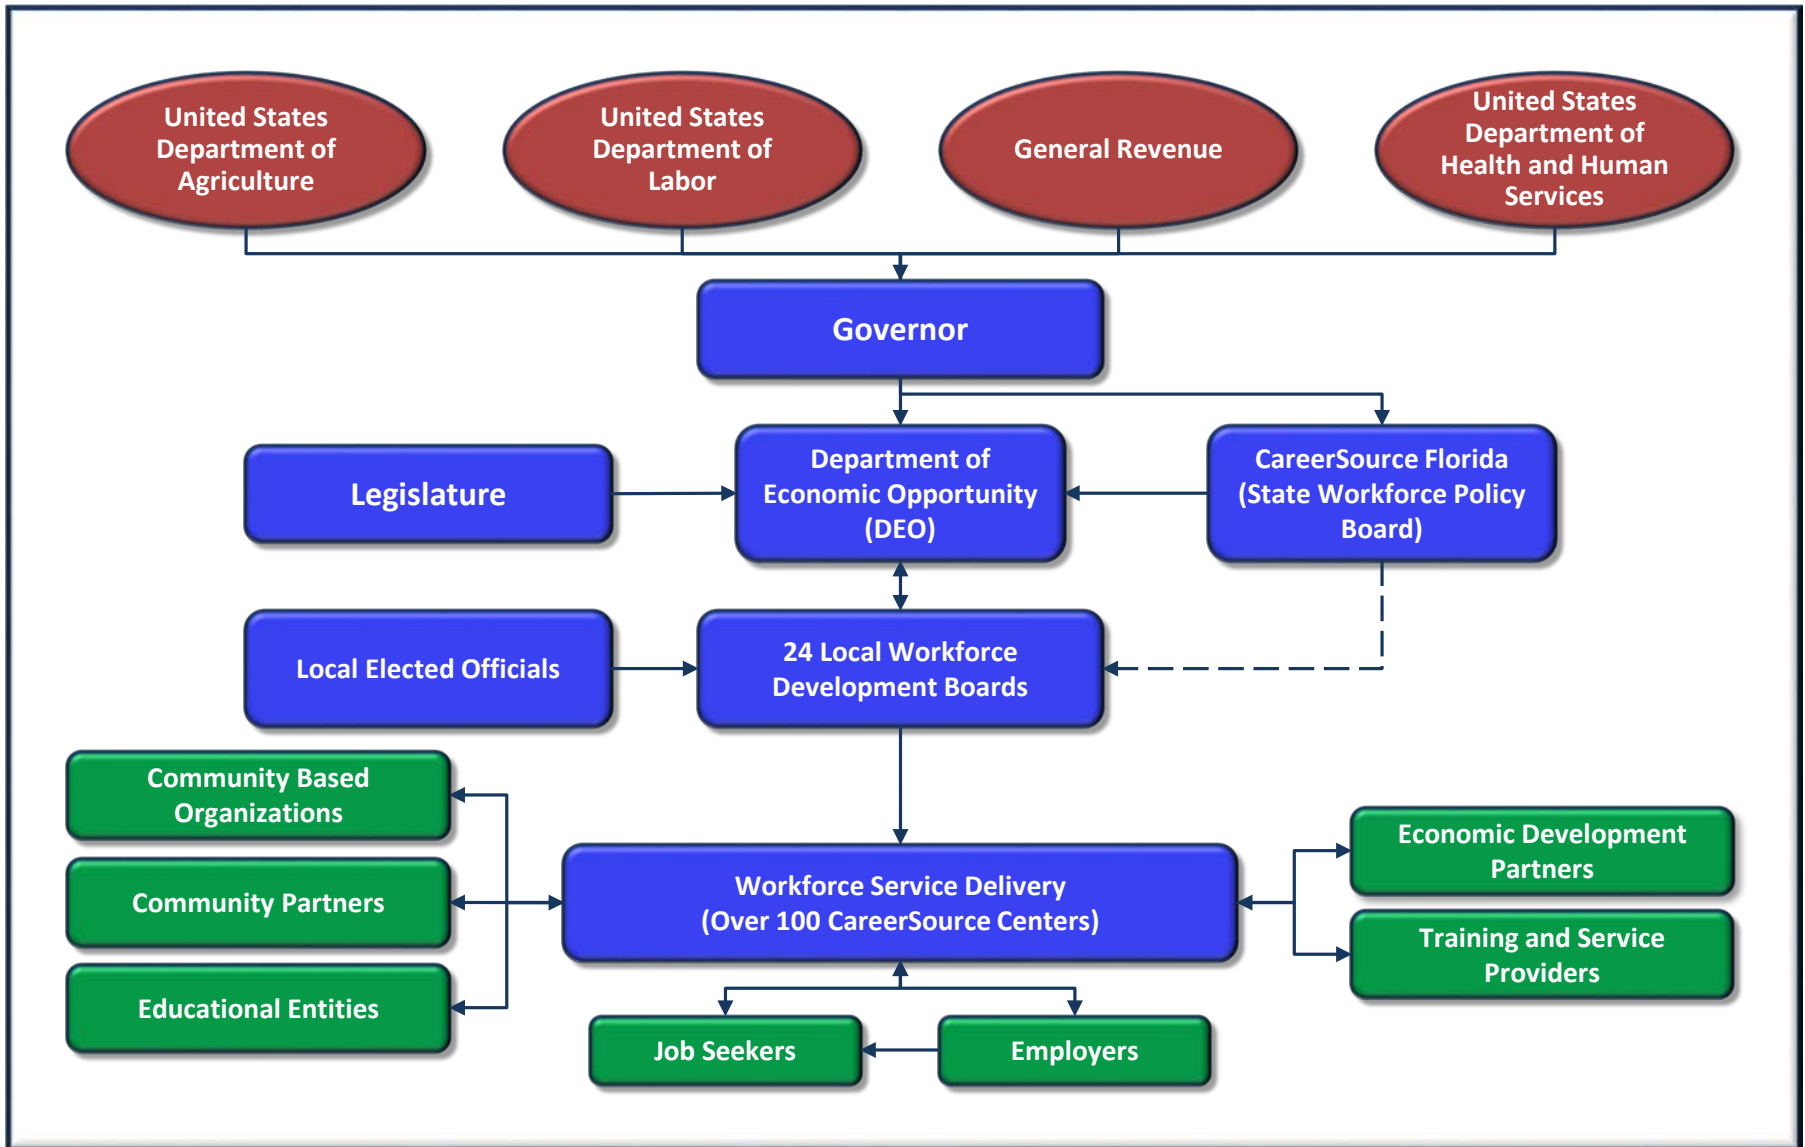 United States
Department of
Agriculture
United States
Department of
Labor
General Revenue
United States
Department of
Health and Human
Services
Governor
Legislature
Department of
Economic Opportunity
(DEO)
CareerSource Florida
(State Workforce Policy
Board)
Local Elected Officials
24 Local Workforce
Development Boards
Community Based
Organizations
Community Partners
Educational Entities
Workforce Service Delivery
(Over 100 CareerSource Centers)
Economic Development
Partners
Training and Service
Providers
Job Seekers
Employers